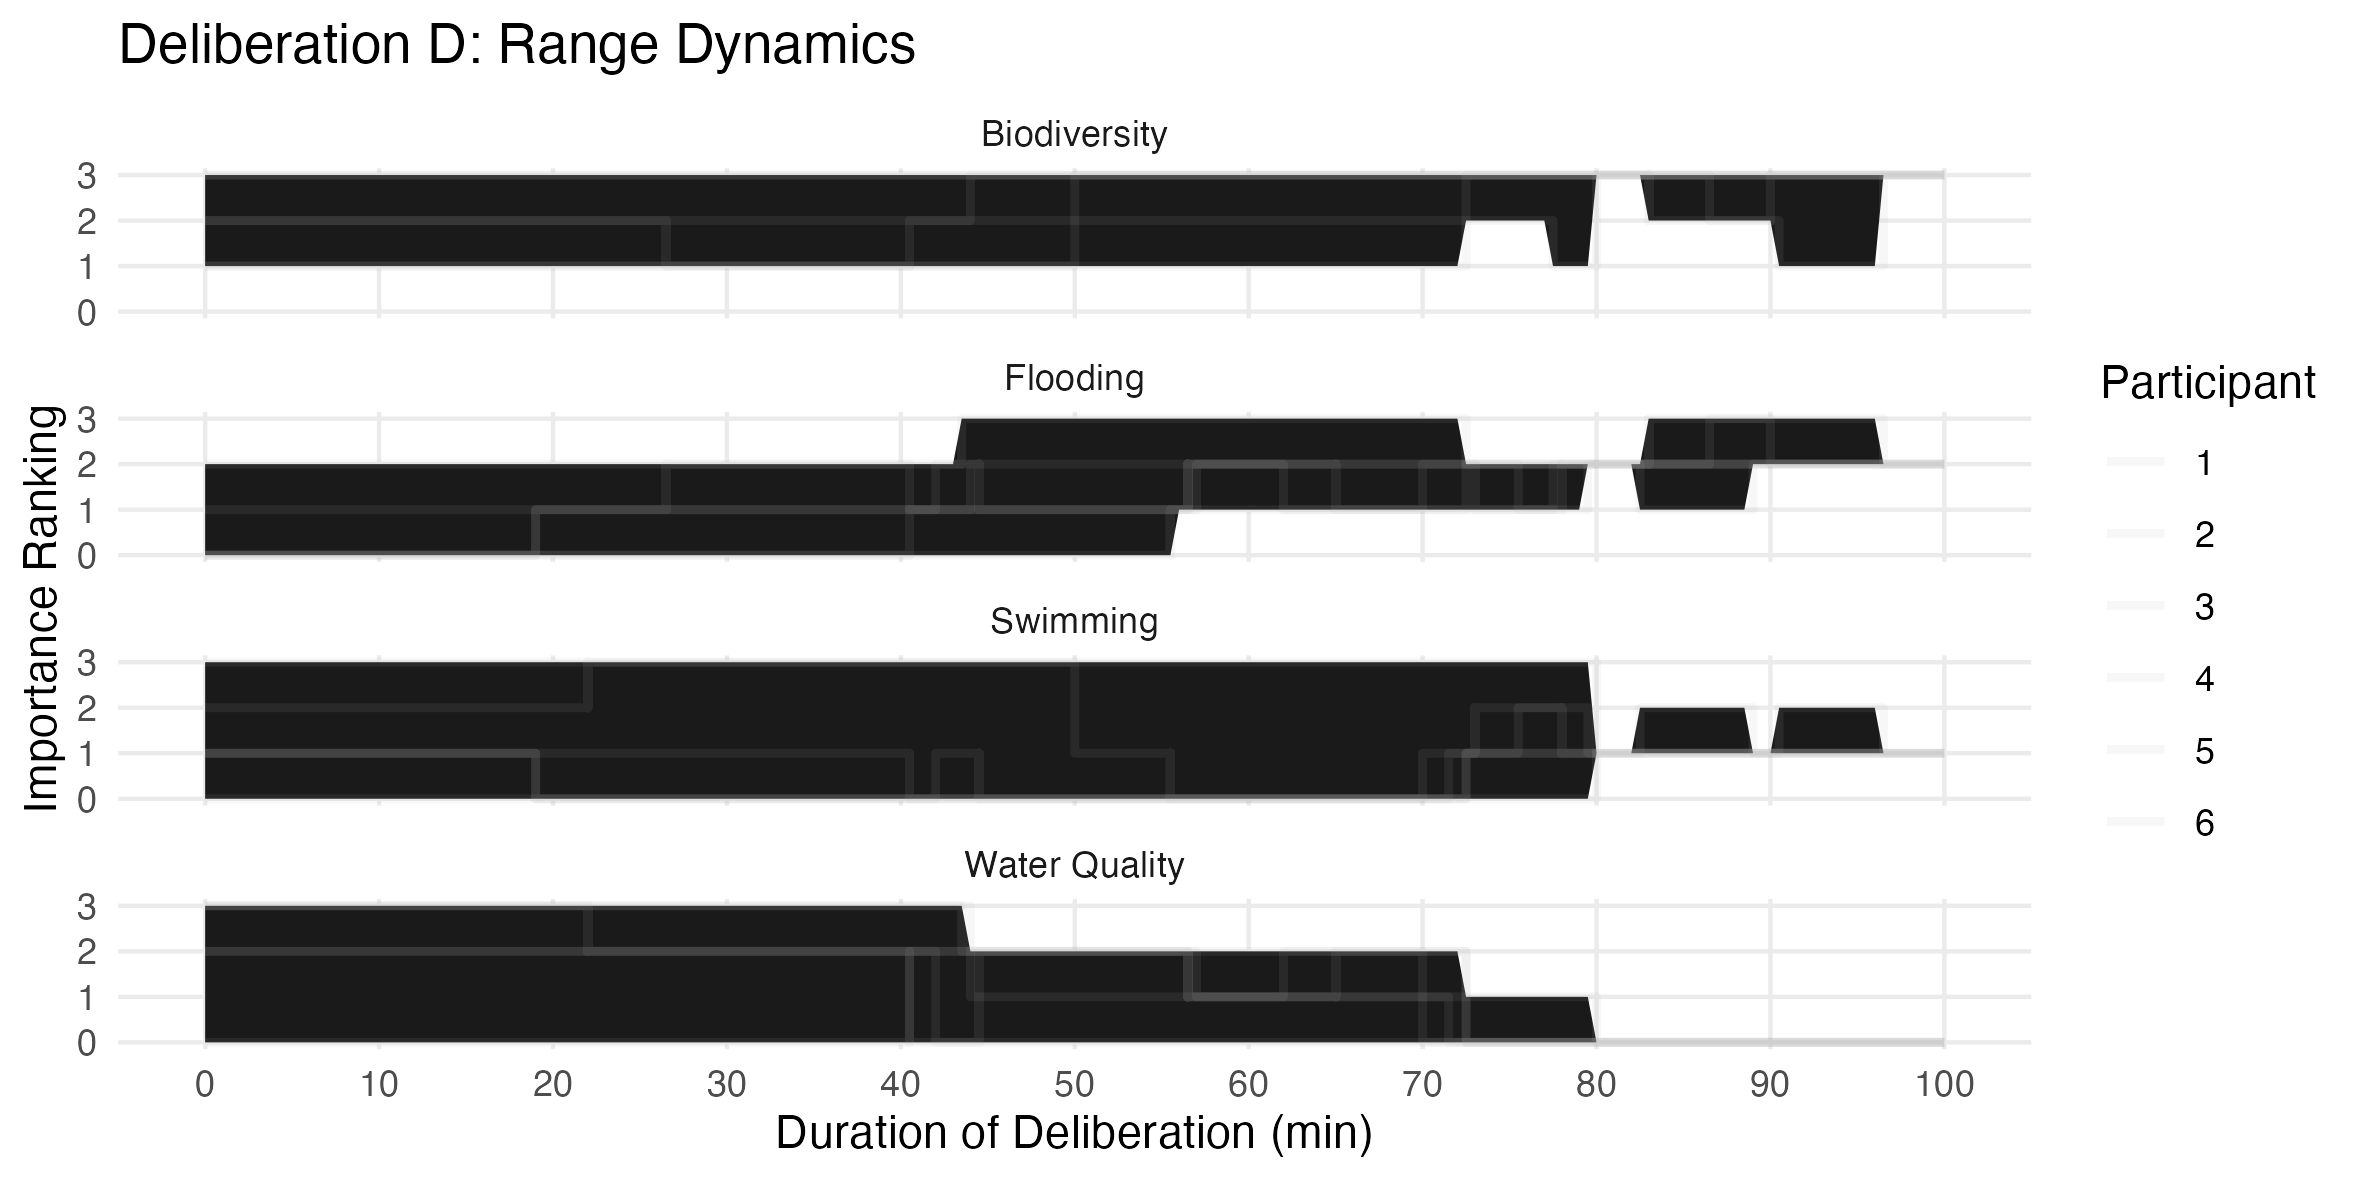 Deliberation D: Range Dynamics
Biodiversity
3
2
1
0
Flooding
3
2
1
0
Swimming
3
2
1
0
Water Quality
3
2
1
0
0 10 20 30 40 50 60 70 80 90 100
Duration of Deliberation (min)
Importance Ranking
Participant
1
2
3
4
5
6